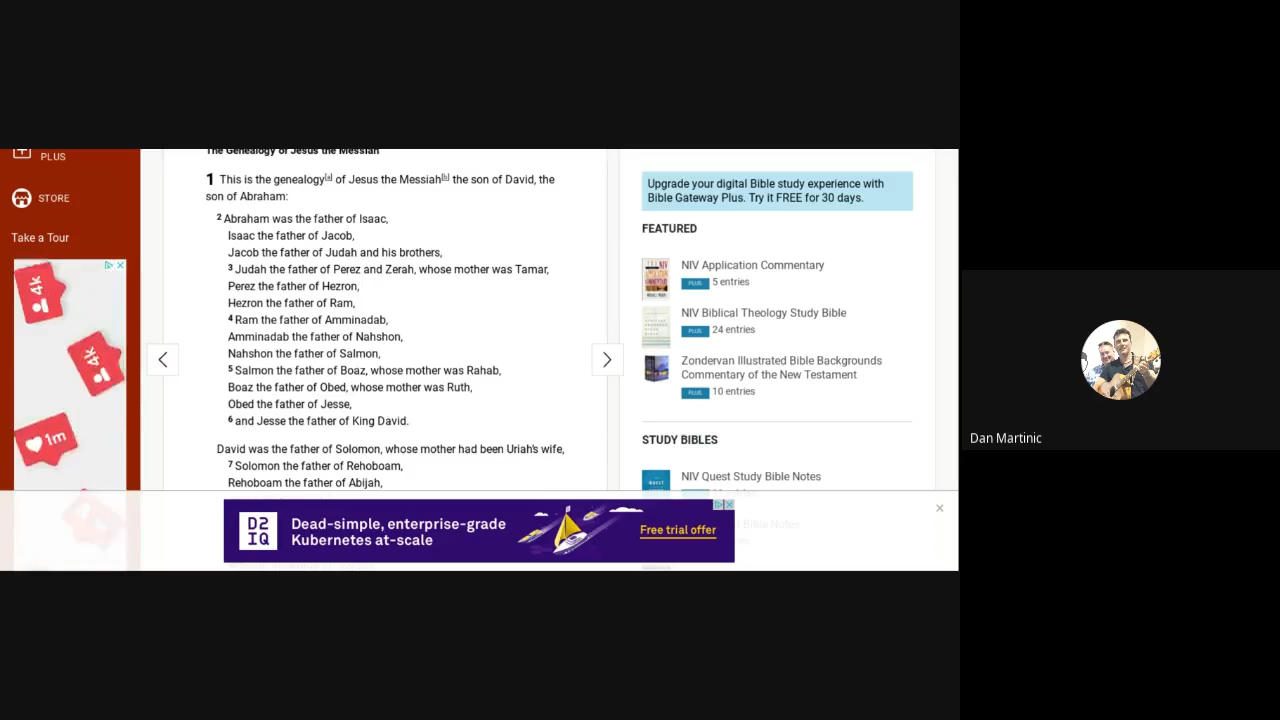 PLUS
STORE
Take a Tour
4k
4k
1m
The Genealogy of Jesus the Messiah
1 This is the genealogy[a] of Jesus the Messiah[b] the son of David, the
son of Abraham:
2 Abraham was the father of Isaac,
Isaac the father of Jacob,
Jacob the father of Judah and his brothers,
3 Judah the father of Perez and Zerah, whose mother was Tamar,
Perez the father of Hezron,
Hezron the father of Ram,
4 Ram the father of Amminadab,
Amminadab the father of Nahshon,
Nahshon the father of Salmon,
5 Salmon the father of Boaz, whose mother was Rahab,
Boaz the father of Obed, whose mother was Ruth,
Obed the father of Jesse,
6 and Jesse the father of King David.
David was the father of Solomon, whose mother had been Uriah's wife,
7 Solomon the father of Rehoboam,
Rehoboam the father of Abijah,
Upgrade your digital Bible study experience with
Bible Gateway Plus. Try it FREE for 30 days.
FEATURED
NIV Application Commentary
PLUS 5 entries
NIV Biblical Theology Study Bible
PLUS 24 entries
Zondervan Illustrated Bible Backgrounds
Commentary of the New Testament
PLUS 10 entries
STUDY BIBLES
NIV Quest Study Bible Notes
Bible Notes
D2
IQ
Dead-simple, enterprise-grade
Kubernetes at-scale
Free trial offer
Dan Martinic